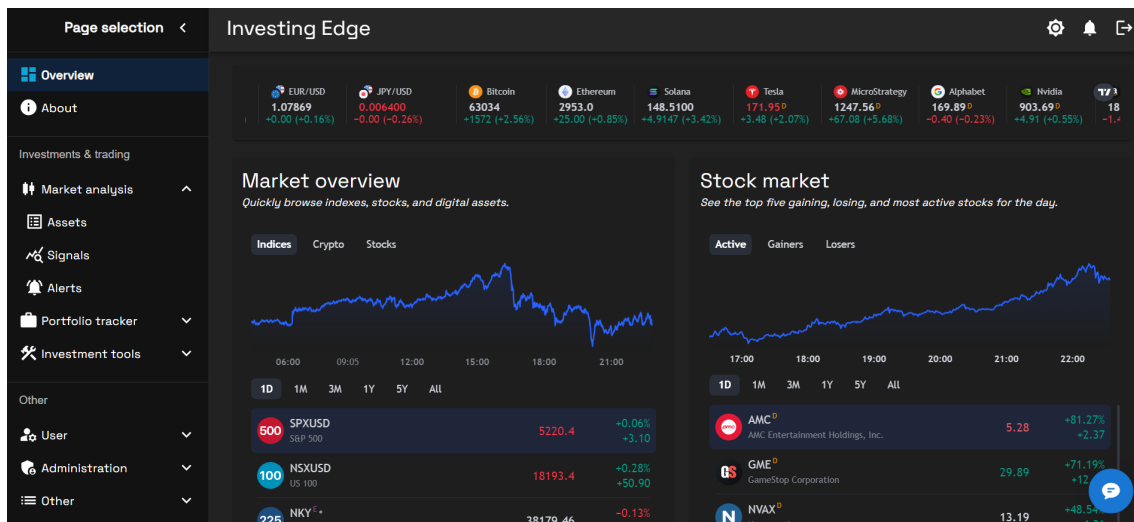 Page selection
Investing Edge
Overview
About
Investments & trading
Market analysis
Assets
Signals
Alerts
Portfolio tracker
Investment tools
Other
User
Administration
Other
EUR/USD
1.07869
+0.00 (+0.16%)
JPY/USD
0.006400
−0.00 (−0.26%)
Bitcoin
63034
+1572 (+2.56%)
Ethereum
2953.0
+25.00 (+0.85%)
Solana
148.5100
+4.9147 (+3.42%)
Tesla
171.95 D
+3.48 (+2.07%)
MicroStrategy
1247.56 D
+67.08 (+5.68%)
Alphabet
169.89 D
−0.40 (−0.23%)
Nvidia
903.69 D
+4.91 (+0.55%)
18
Market overview
Quickly browse indexes, stocks, and digital assets.
Indices Crypto Stocks
06:00 09:05 12:00 15:00 18:00 21:00
1D 1M 3M 1Y 5Y All
500 SPXUSD 5220.4 +0.06%
S&P 500 +3.10
100 NSXUSD 18193.4 +0.28%
US 100 +50.90
225 NKY E 38179.46 −0.13%
Stock market
See the top five gaining, losing, and most active stocks for the day.
Active Gainers Losers
17:00 18:00 19:00 20:00 21:00 22:00
1D 1M 3M 1Y 5Y All
amc AMC D 5.28 +81.27%
AMC Entertainment Holdings, Inc. +2.37
GS GME D 29.89 +71.19%
GameStop Corporation +12
N NVAX D 13.19 +48.54